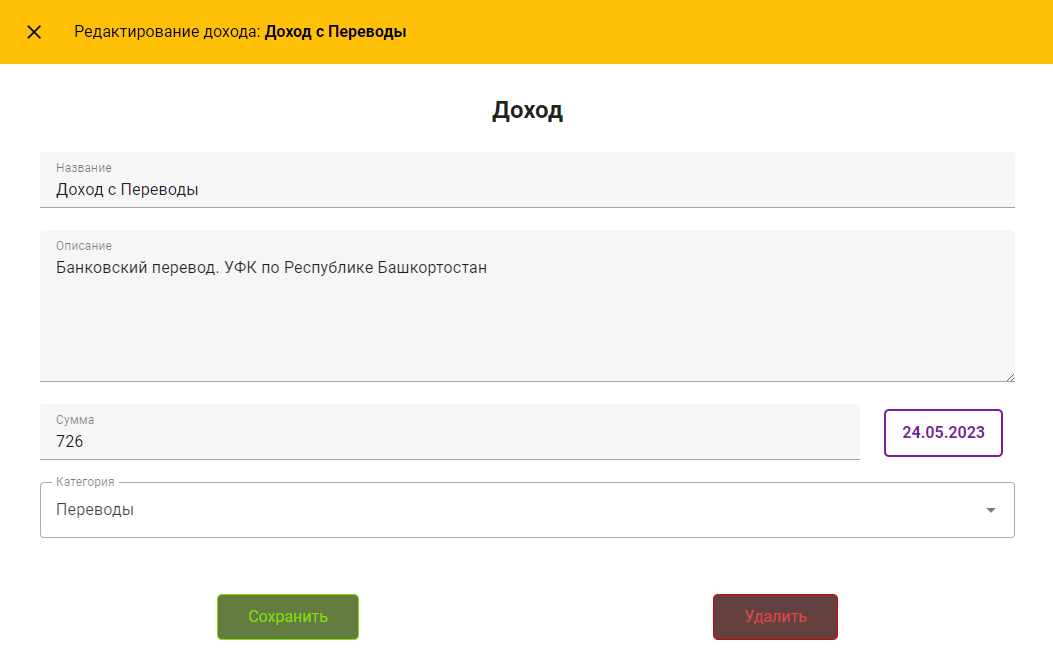 Редактирование дохода: Доход с Переводы
Доход
Название
Доход с Переводы
Описание
Банковский перевод. УФК по Республике Башкортостан
Сумма
726
24.05.2023
Категория
Переводы
Сохранить
Удалить